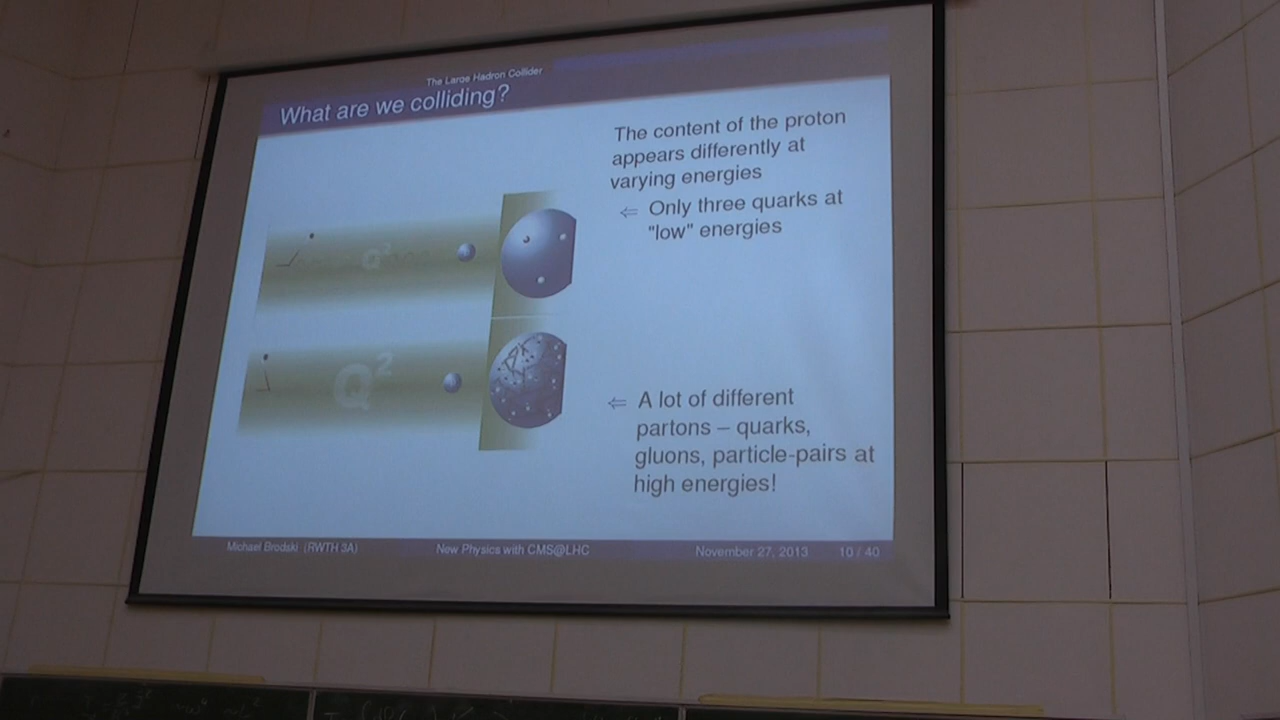 The Large Hadron Collider
What are we colliding?
The content of the proton
appears differently at
varying energies
⇐ Only three quarks at
"low" energies
Q²
Q²
⇐ A lot of different
partons – quarks,
gluons, particle-pairs at
high energies!
Michael Brodski (RWTH 3A)
New Physics with CMS@LHC
November 27, 2013
10 / 40